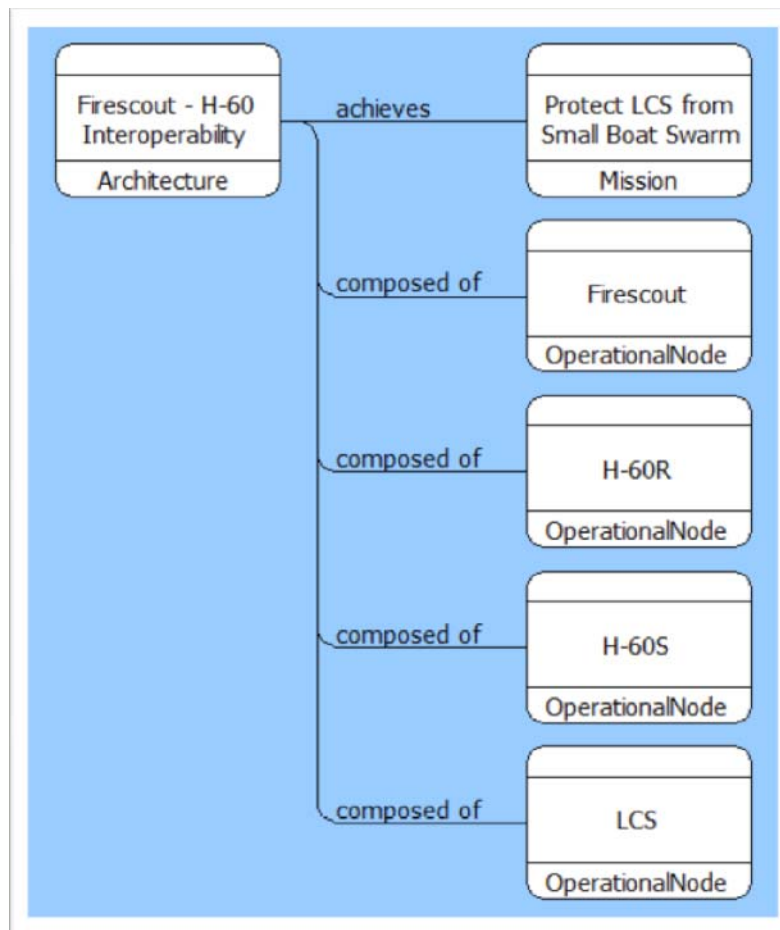 Firescout - H-60
Interoperability
Architecture
achieves
Protect LCS from
Small Boat Swarm
Mission
composed of
Firescout
OperationalNode
composed of
H-60R
OperationalNode
composed of
H-60S
OperationalNode
composed of
LCS
OperationalNode